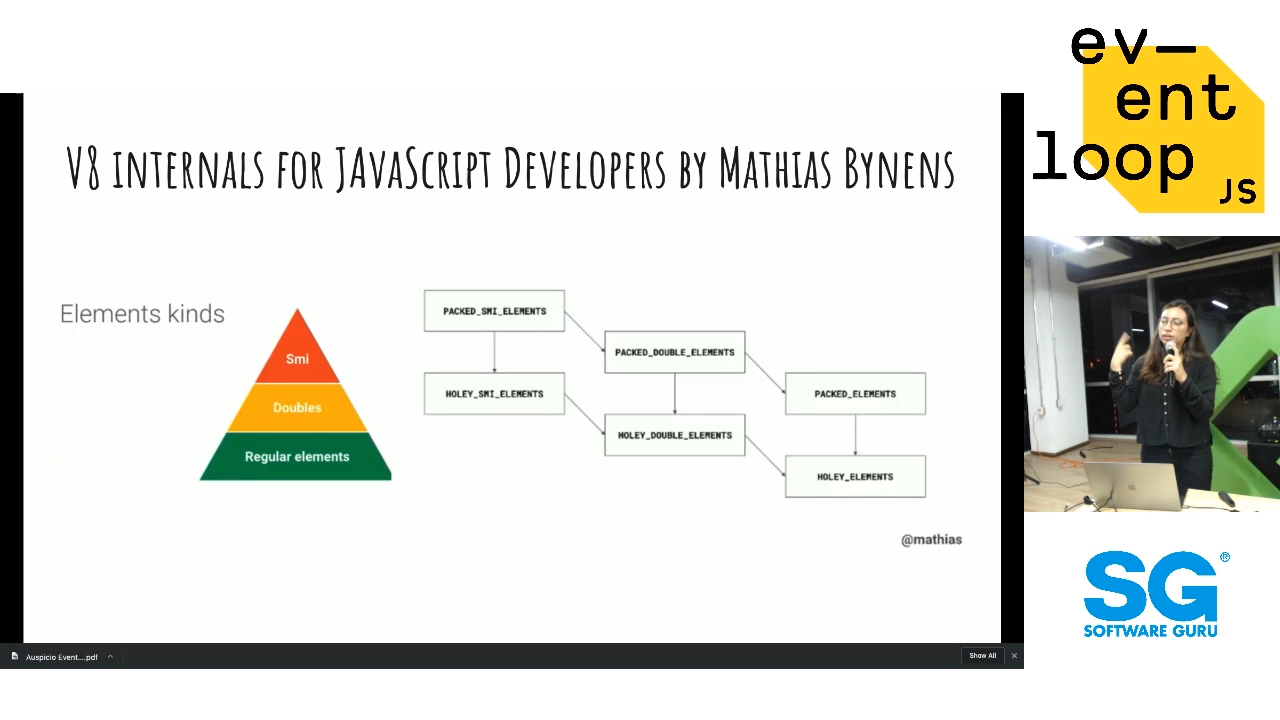 V8 internals for JavaScript Developers by Mathias Bynens
Elements kinds
Smi
Doubles
Regular elements
PACKED_SMI_ELEMENTS
PACKED_DOUBLE_ELEMENTS
HOLEY_SMI_ELEMENTS
PACKED_ELEMENTS
HOLEY_DOUBLE_ELEMENTS
HOLEY_ELEMENTS
@mathias
Auspicio Event....pdf
Show All
ev—
ent
loop
JS
SG®
SOFTWARE GURU